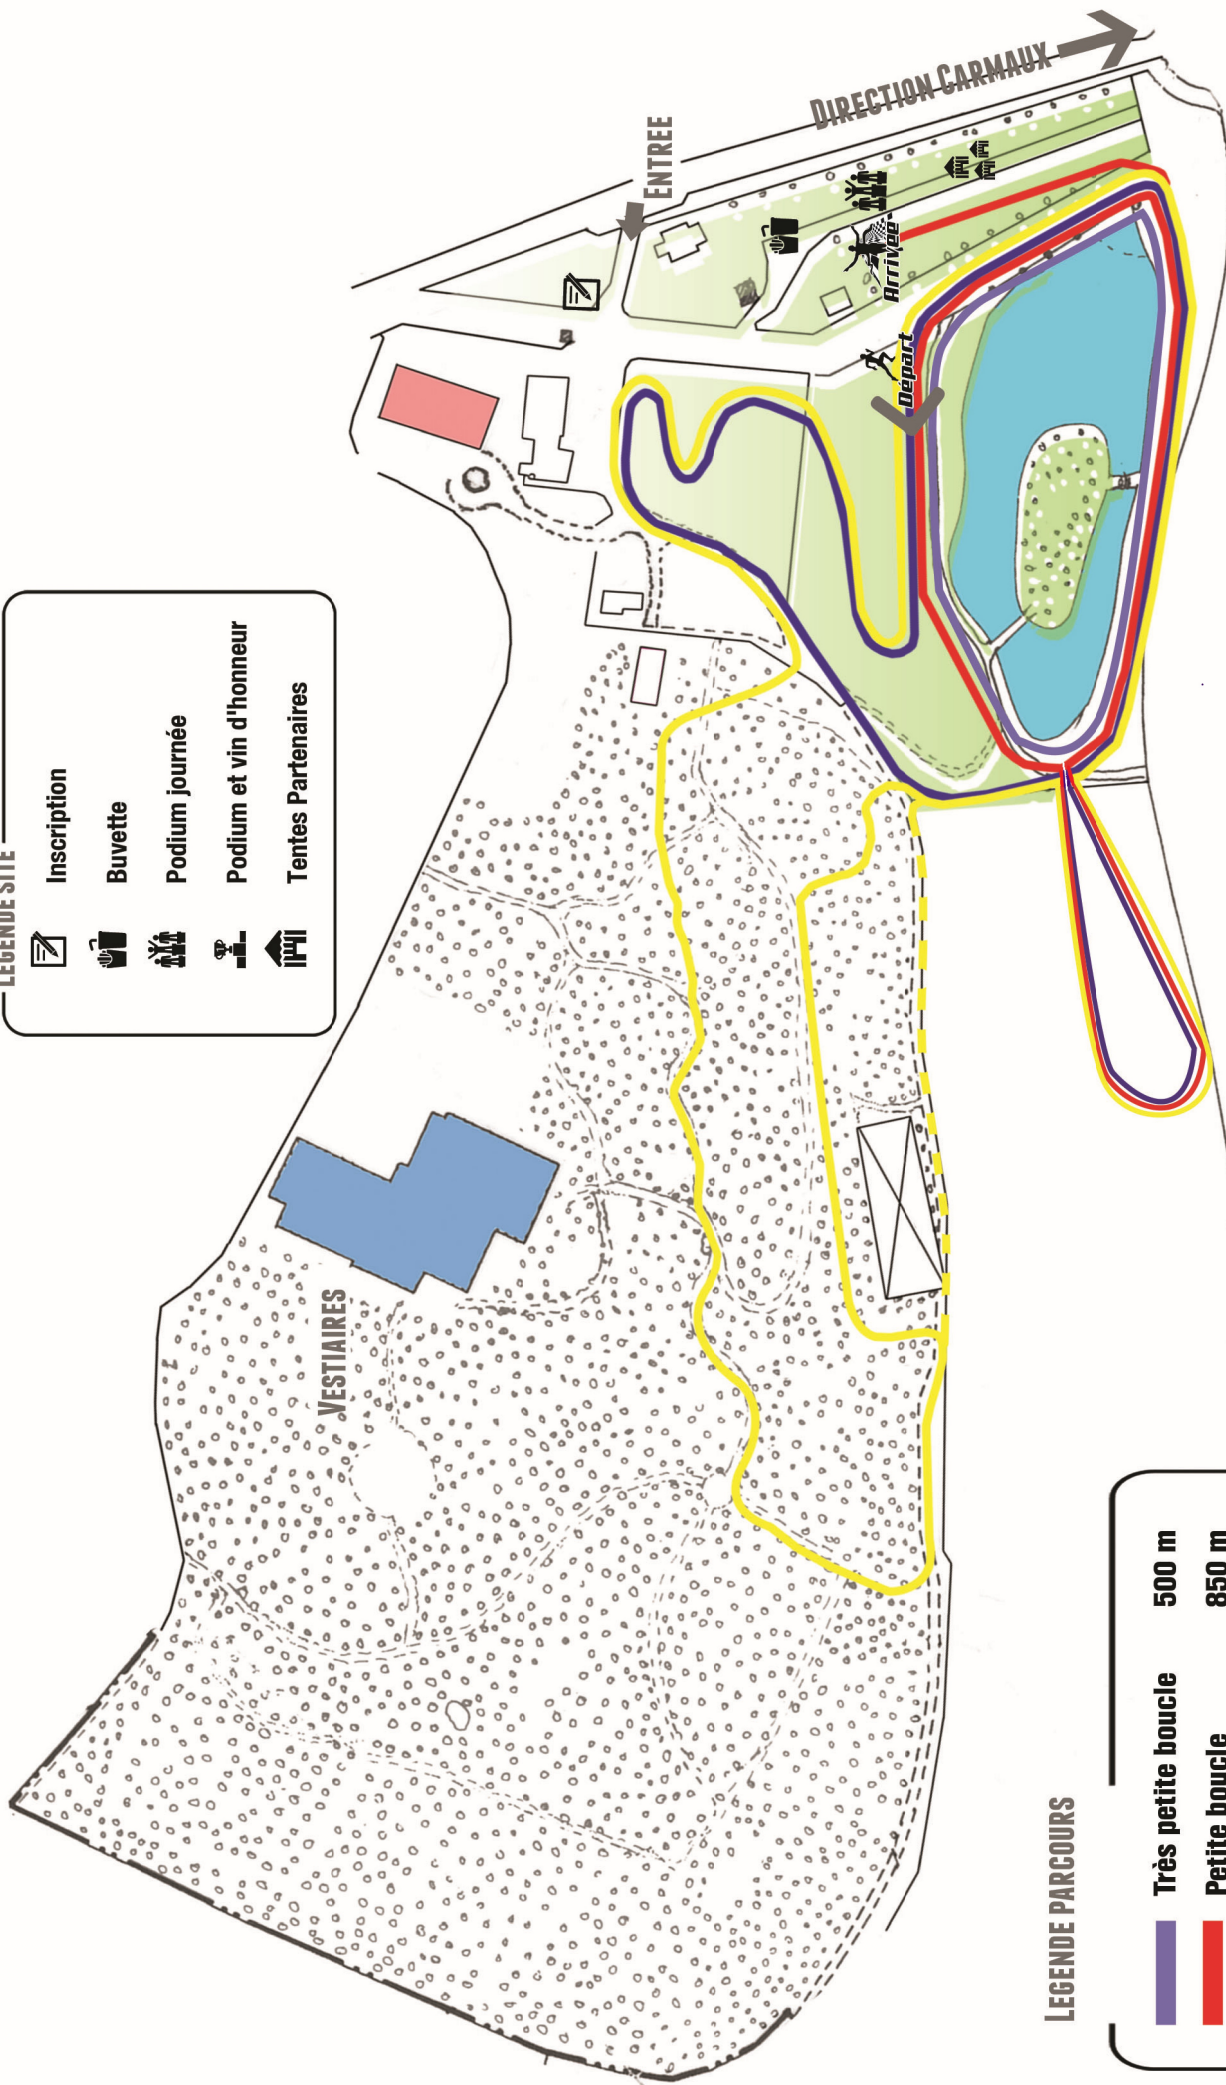 LEGENDE SITE
Inscription
Buvette
Podium journée
Podium et vin d'honneur
Tentes Partenaires
ENTREE
DIRECTION CARMAUX
Arrivée
Départ
VESTIAIRES
LEGENDE PARCOURS
Très petite boucle 500 m
Petite boucle 850 m